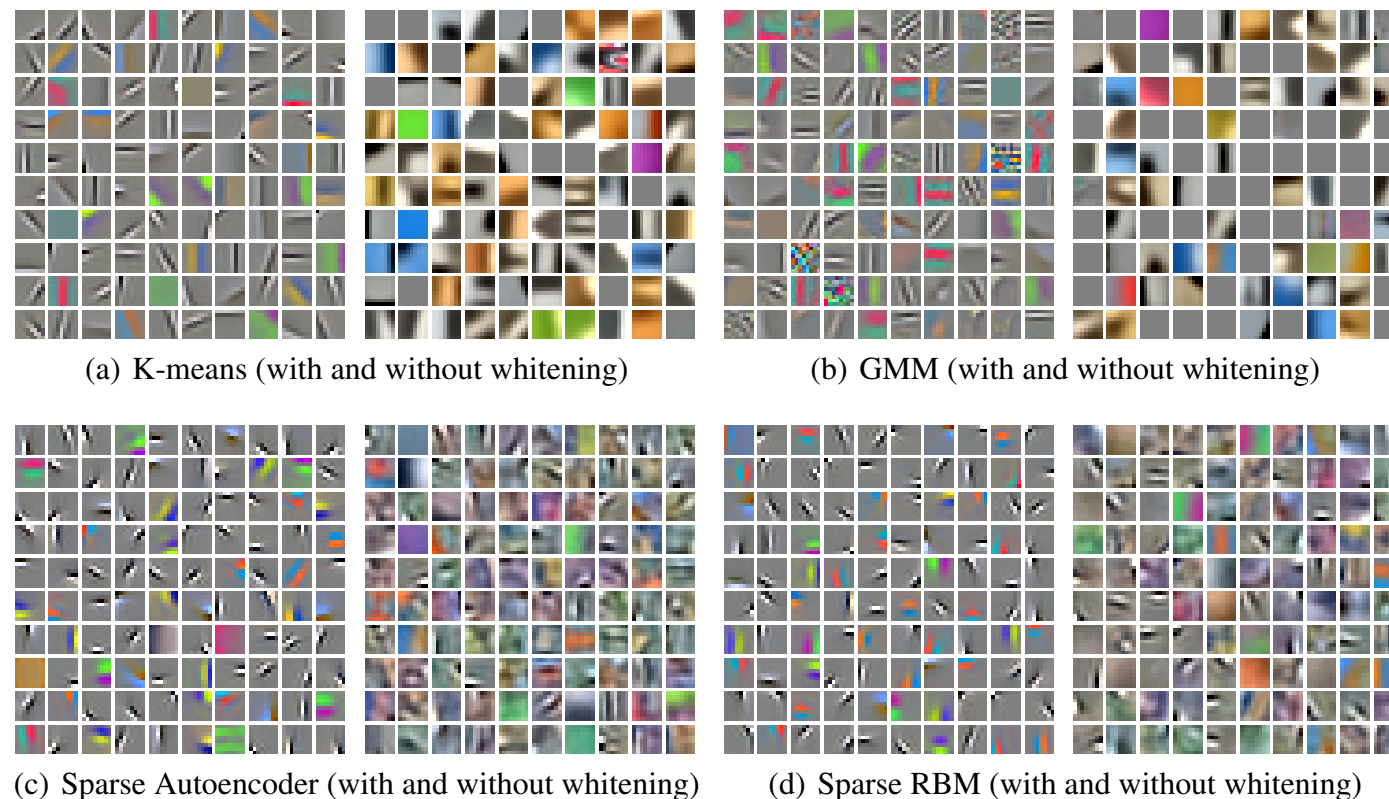 (a) K-means (with and without whitening)
(b) GMM (with and without whitening)
(c) Sparse Autoencoder (with and without whitening)
(d) Sparse RBM (with and without whitening)